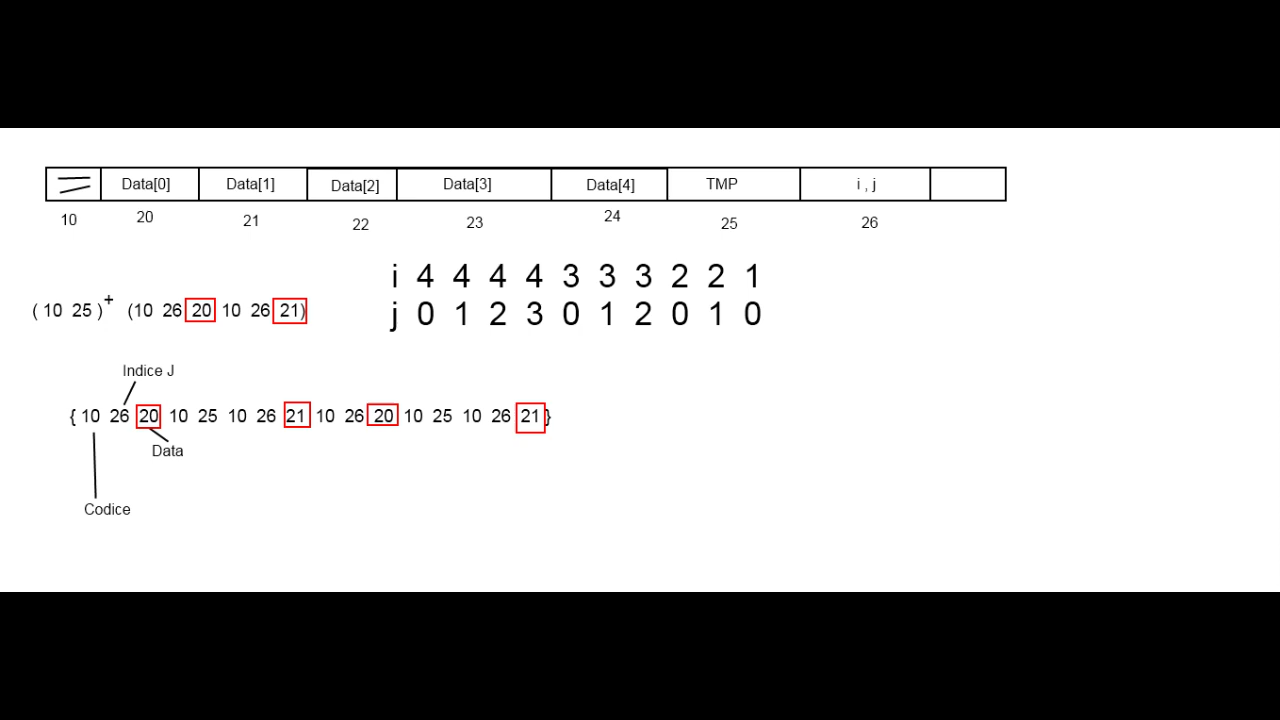 Data[0] Data[1] Data[2] Data[3] Data[4] TMP i , j
10 20 21 22 23 24 25 26
i 4 4 4 4 3 3 3 2 2 1
( 10 25 )+ (10 26 20 10 26 21)
j 0 1 2 3 0 1 2 0 1 0
Indice J
{ 10 26 20 10 25 10 26 21 10 26 20 10 25 10 26 21 }
Data
Codice